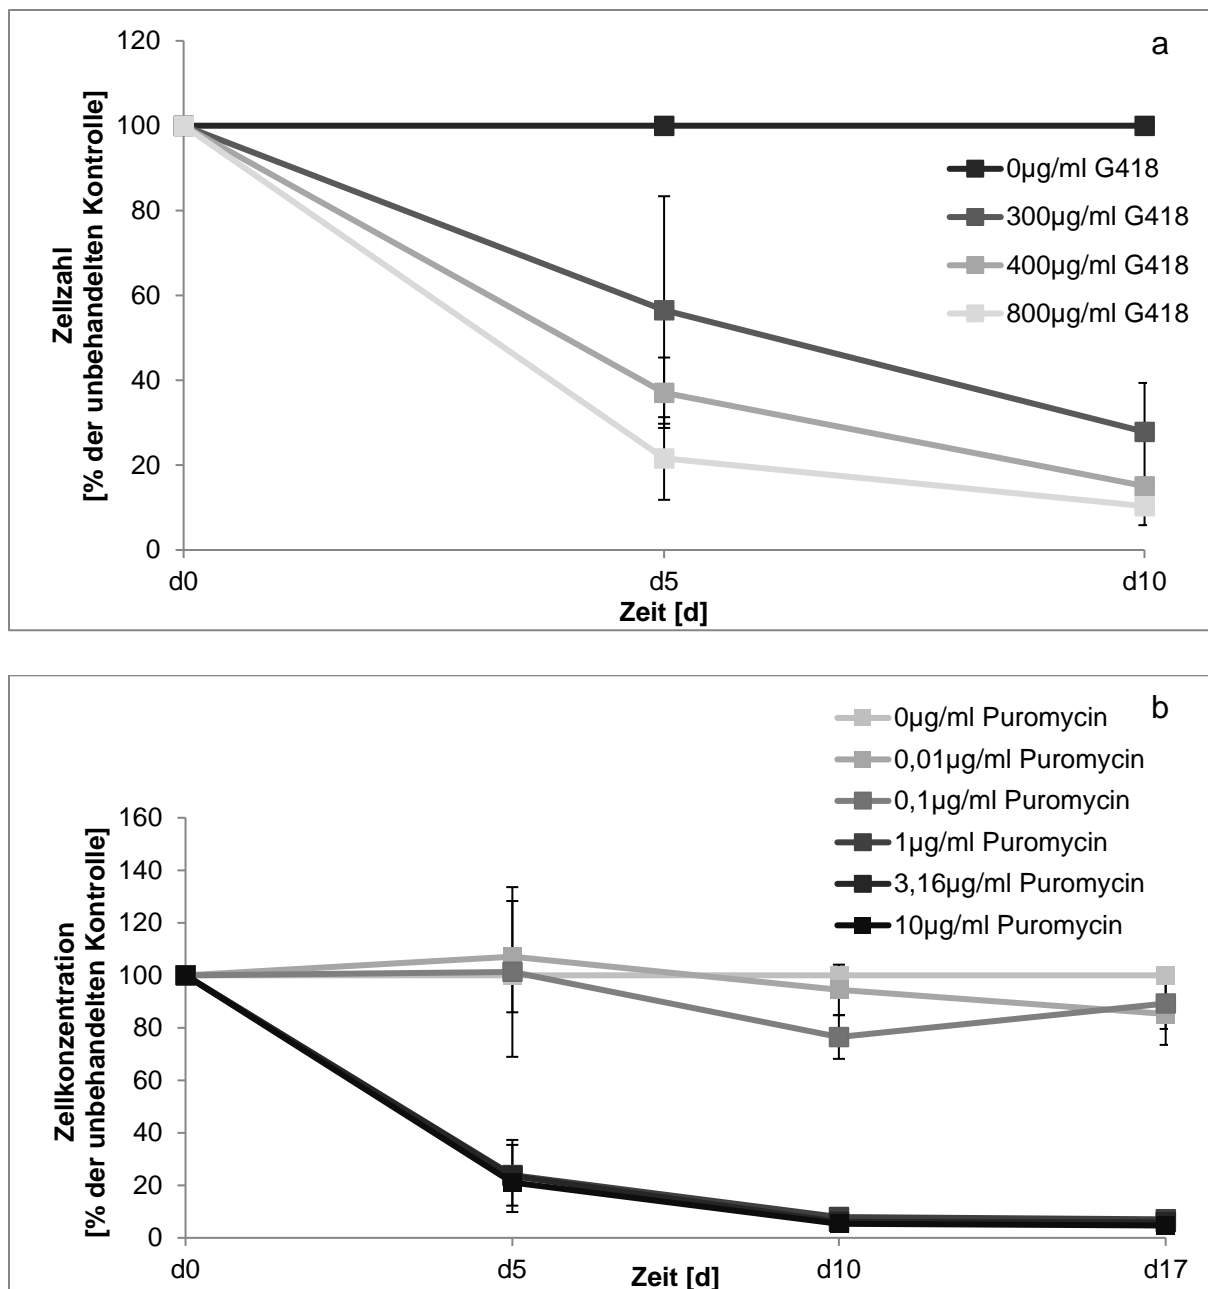 a
120
100
80
60
40
20
0
Zellzahl
[% der unbehandelten Kontrolle]
0µg/ml G418
300µg/ml G418
400µg/ml G418
800µg/ml G418
d0
d5
d10
Zeit [d]
b
0µg/ml Puromycin
0,01µg/ml Puromycin
0,1µg/ml Puromycin
1µg/ml Puromycin
3,16µg/ml Puromycin
10µg/ml Puromycin
160
140
120
100
80
60
40
20
0
Zellkonzentration
[% der unbehandelten Kontrolle]
d0
d5
d10
d17
Zeit [d]